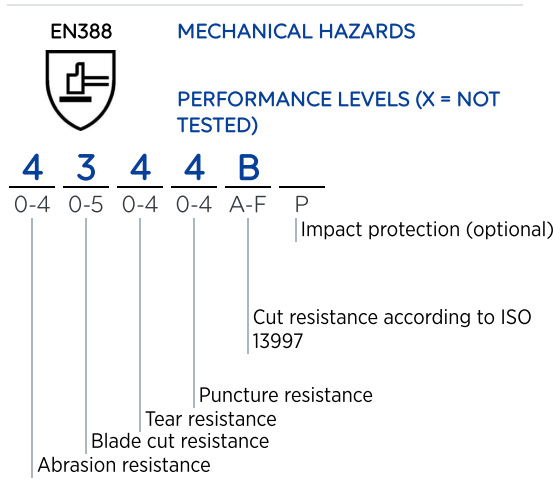 EN388
MECHANICAL HAZARDS
PERFORMANCE LEVELS (X = NOT
TESTED)
4 3 4 4 B
0-4 0-5 0-4 0-4 A-F P
Impact protection (optional)
Cut resistance according to ISO
13997
Puncture resistance
Tear resistance
Blade cut resistance
Abrasion resistance